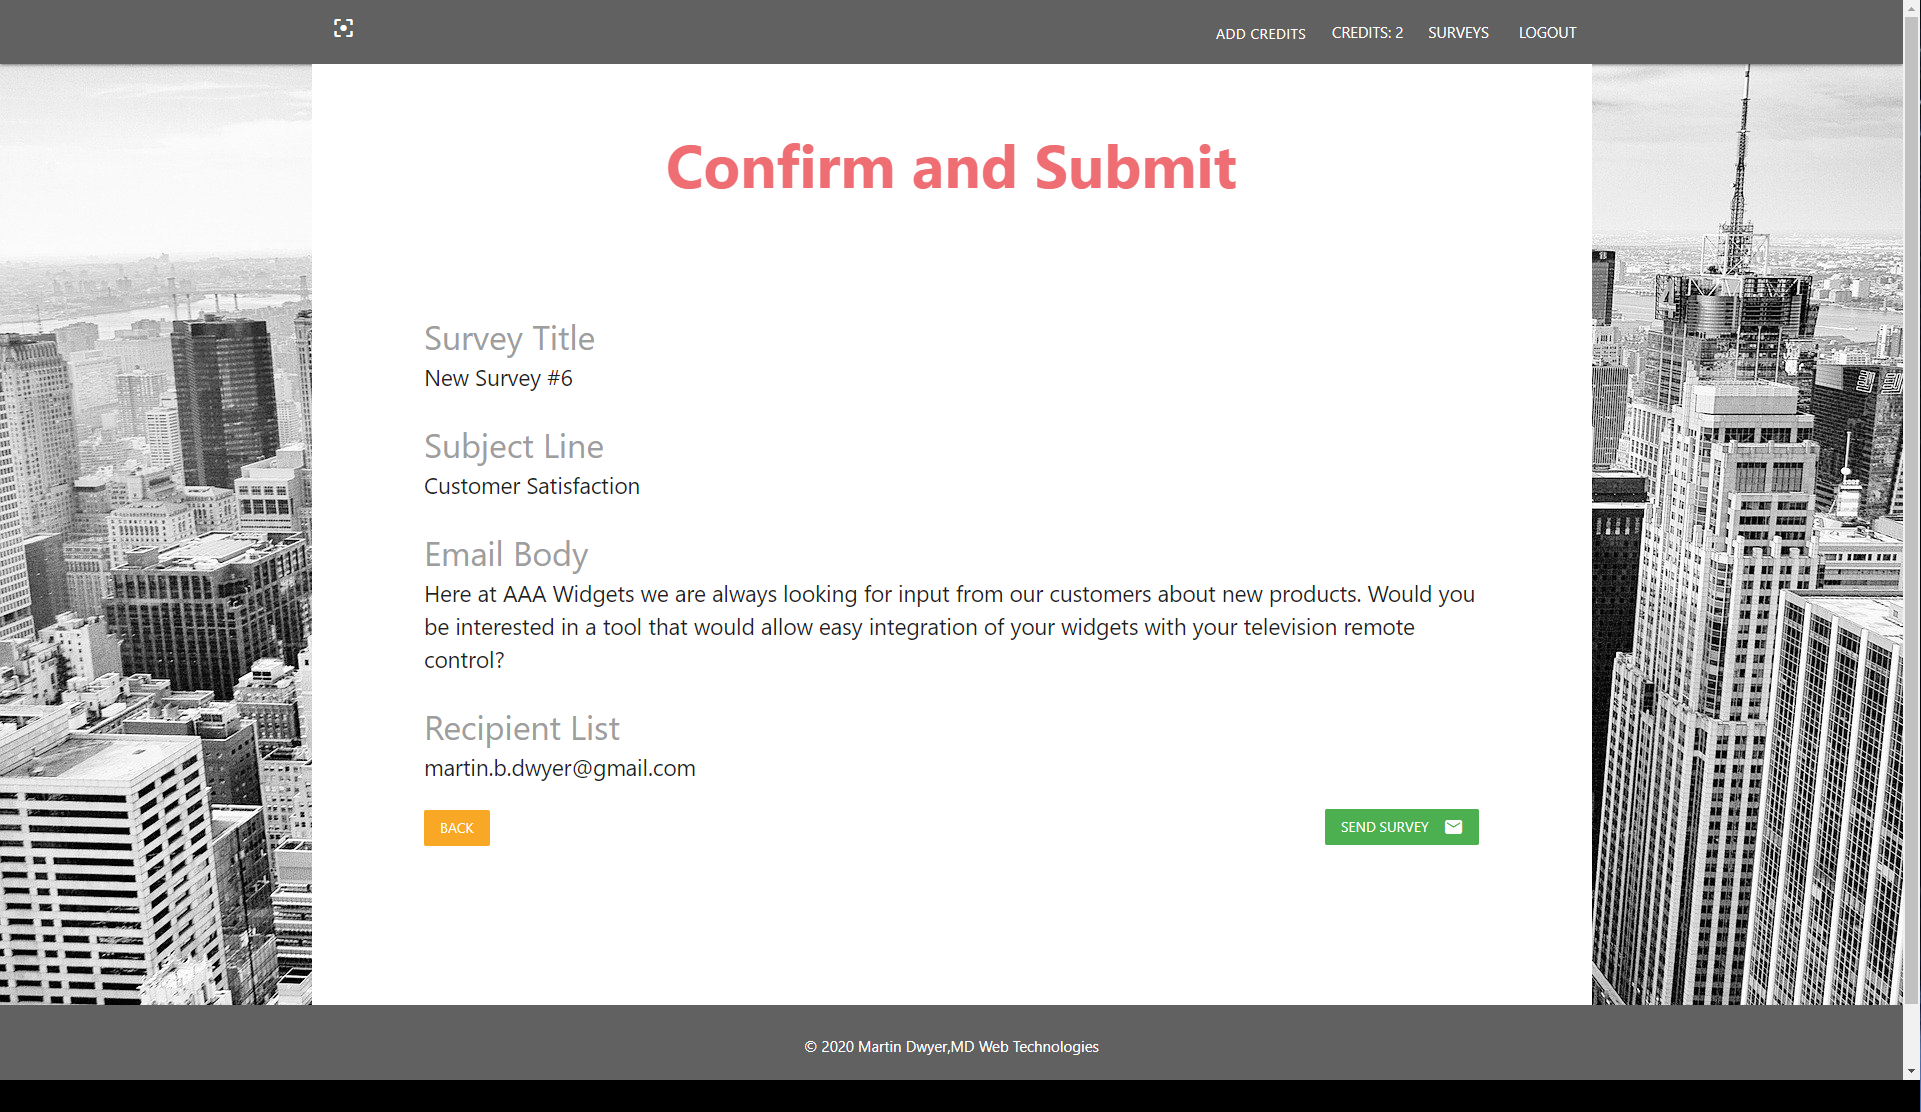 ADD CREDITS CREDITS: 2 SURVEYS LOGOUT
Confirm and Submit
Survey Title
New Survey #6
Subject Line
Customer Satisfaction
Email Body
Here at AAA Widgets we are always looking for input from our customers about new products. Would you
be interested in a tool that would allow easy integration of your widgets with your television remote
control?
Recipient List
martin.b.dwyer@gmail.com
BACK
SEND SURVEY
© 2020 Martin Dwyer,MD Web Technologies